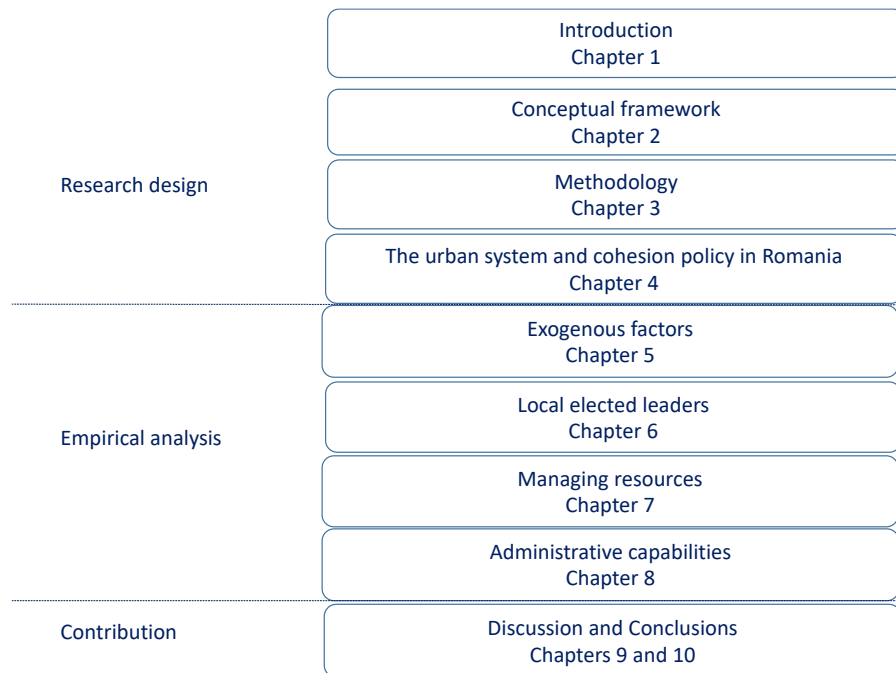 Introduction
Chapter 1
Conceptual framework
Chapter 2
Research design
Methodology
Chapter 3
The urban system and cohesion policy in Romania
Chapter 4
Exogenous factors
Chapter 5
Local elected leaders
Chapter 6
Empirical analysis
Managing resources
Chapter 7
Administrative capabilities
Chapter 8
Contribution
Discussion and Conclusions
Chapters 9 and 10